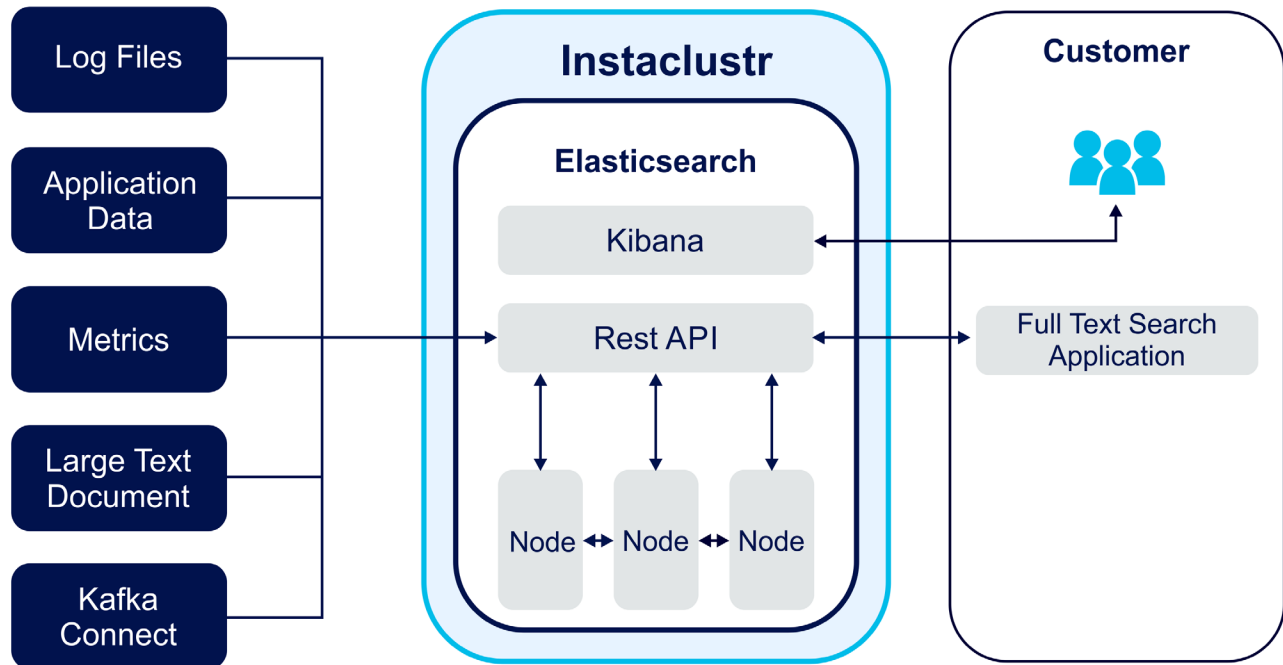 Log Files
Application
Data
Metrics
Large Text
Document
Kafka
Connect
Instaclustr
Elasticsearch
Kibana
Rest API
Node
Node
Node
Customer
Full Text Search
Application